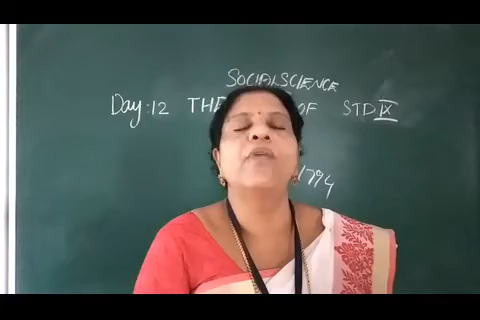 SOCIALSCIENCE
Day:12 THE OF STD IX
1794